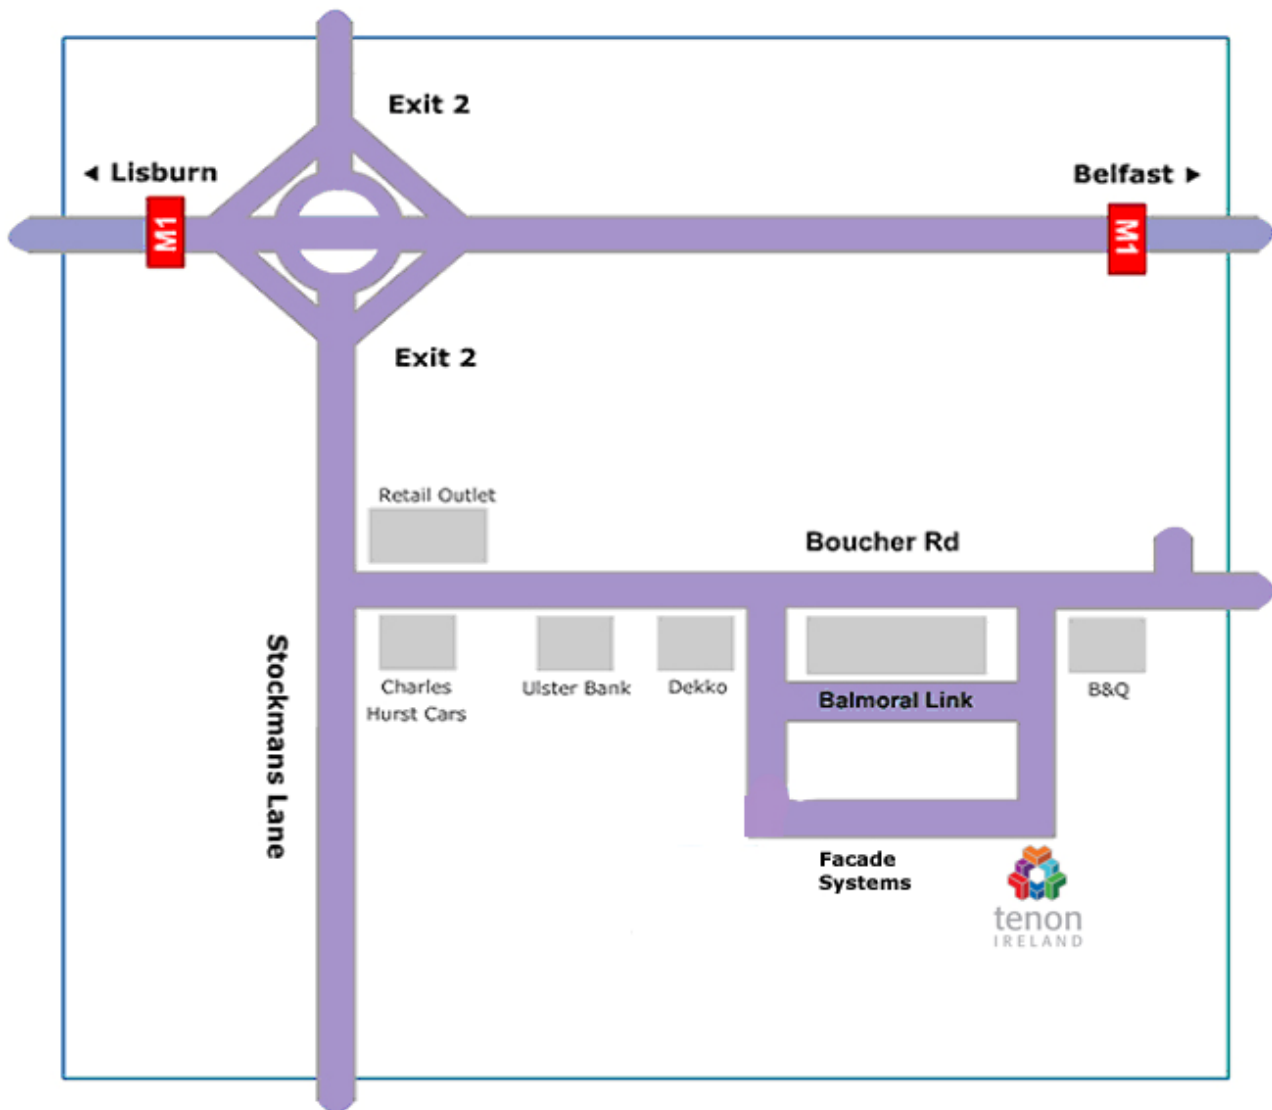 Exit 2
◄ Lisburn
Belfast ►
M1
M1
Exit 2
Retail Outlet
Boucher Rd
Stockmans Lane
Charles
Hurst Cars
Ulster Bank
Dekko
Balmoral Link
B&Q
Facade
Systems
tenon
IRELAND